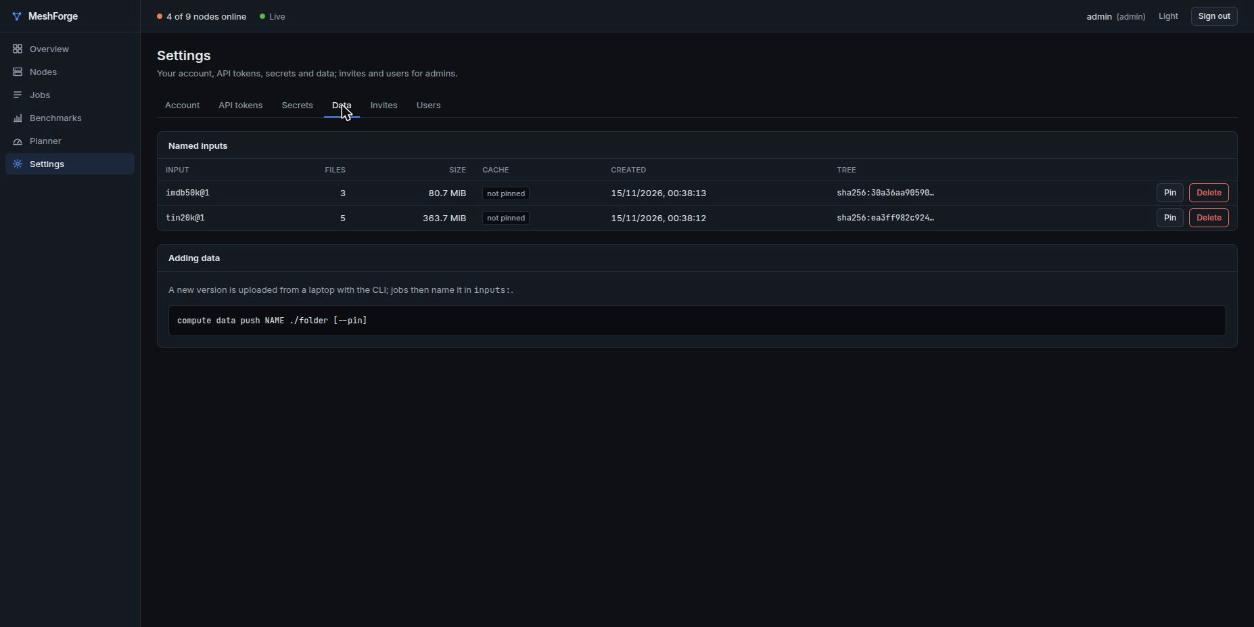 MeshForge
4 of 9 nodes online
Live
admin (admin)
Light
Sign out
Overview
Nodes
Jobs
Benchmarks
Planner
Settings
Settings
Your account, API tokens, secrets and data; invites and users for admins.
Account
API tokens
Secrets
Data
Invites
Users
Named inputs
INPUT FILES SIZE CACHE CREATED TREE
imdb50k@1 3 80.7 MiB not pinned 15/11/2026, 00:38:13 sha256:30a36aa90590… Pin Delete
tin20k@1 5 363.7 MiB not pinned 15/11/2026, 00:38:12 sha256:ea3ff982c924… Pin Delete
Adding data
A new version is uploaded from a laptop with the CLI; jobs then name it in inputs:.
compute data push NAME ./folder [--pin]